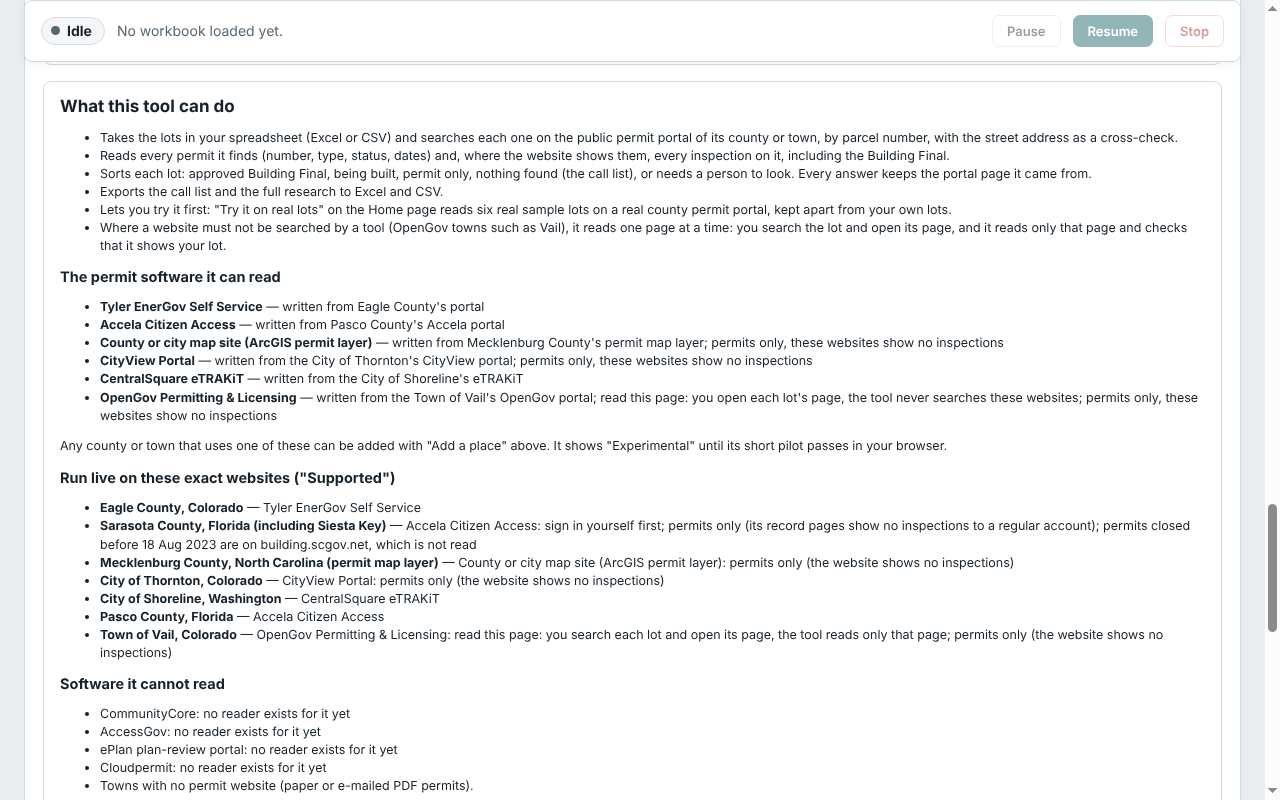 Idle
No workbook loaded yet.
Pause
Resume
Stop
What this tool can do
• Takes the lots in your spreadsheet (Excel or CSV) and searches each one on the public permit portal of its county or town, by parcel number, with the street address as a cross-check.
• Reads every permit it finds (number, type, status, dates) and, where the website shows them, every inspection on it, including the Building Final.
• Sorts each lot: approved Building Final, being built, permit only, nothing found (the call list), or needs a person to look. Every answer keeps the portal page it came from.
• Exports the call list and the full research to Excel and CSV.
• Lets you try it first: "Try it on real lots" on the Home page reads six real sample lots on a real county permit portal, kept apart from your own lots.
• Where a website must not be searched by a tool (OpenGov towns such as Vail), it reads one page at a time: you search the lot and open its page, and it reads only that page and checks
that it shows your lot.
The permit software it can read
• Tyler EnerGov Self Service — written from Eagle County's portal
• Accela Citizen Access — written from Pasco County's Accela portal
• County or city map site (ArcGIS permit layer) — written from Mecklenburg County's permit map layer; permits only, these websites show no inspections
• CityView Portal — written from the City of Thornton's CityView portal; permits only, these websites show no inspections
• CentralSquare eTRAKiT — written from the City of Shoreline's eTRAKiT
• OpenGov Permitting & Licensing — written from the Town of Vail's OpenGov portal; read this page: you open each lot's page, the tool never searches these websites; permits only, these
websites show no inspections
Any county or town that uses one of these can be added with "Add a place" above. It shows "Experimental" until its short pilot passes in your browser.
Run live on these exact websites ("Supported")
• Eagle County, Colorado — Tyler EnerGov Self Service
• Sarasota County, Florida (including Siesta Key) — Accela Citizen Access: sign in yourself first; permits only (its record pages show no inspections to a regular account); permits closed
before 18 Aug 2023 are on building.scgov.net, which is not read
• Mecklenburg County, North Carolina (permit map layer) — County or city map site (ArcGIS permit layer): permits only (the website shows no inspections)
• City of Thornton, Colorado — CityView Portal: permits only (the website shows no inspections)
• City of Shoreline, Washington — CentralSquare eTRAKiT
• Pasco County, Florida — Accela Citizen Access
• Town of Vail, Colorado — OpenGov Permitting & Licensing: read this page: you search each lot and open its page, the tool reads only that page; permits only (the website shows no
inspections)
Software it cannot read
• CommunityCore: no reader exists for it yet
• AccessGov: no reader exists for it yet
• ePlan plan-review portal: no reader exists for it yet
• Cloudpermit: no reader exists for it yet
• Towns with no permit website (paper or e-mailed PDF permits).